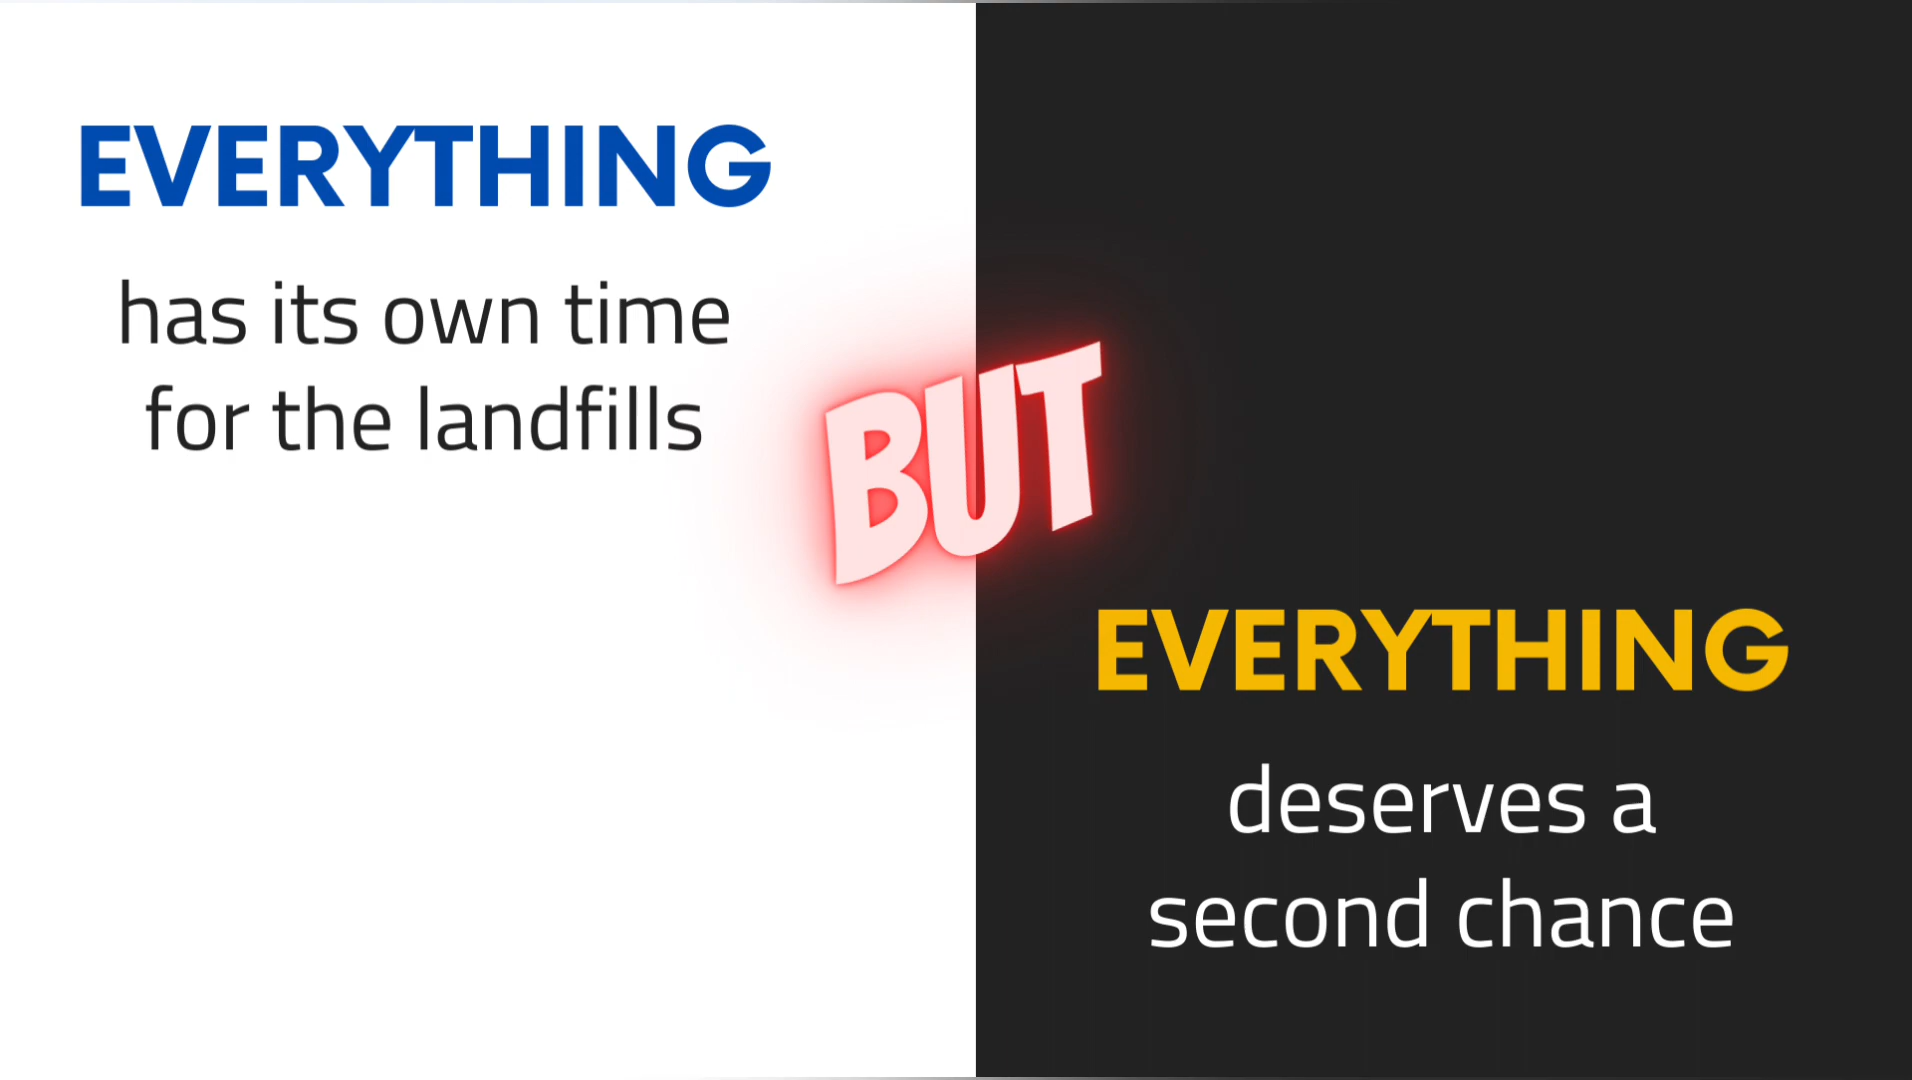 EVERYTHING
has its own time
for the landfills
BUT
EVERYTHING
deserves a
second chance